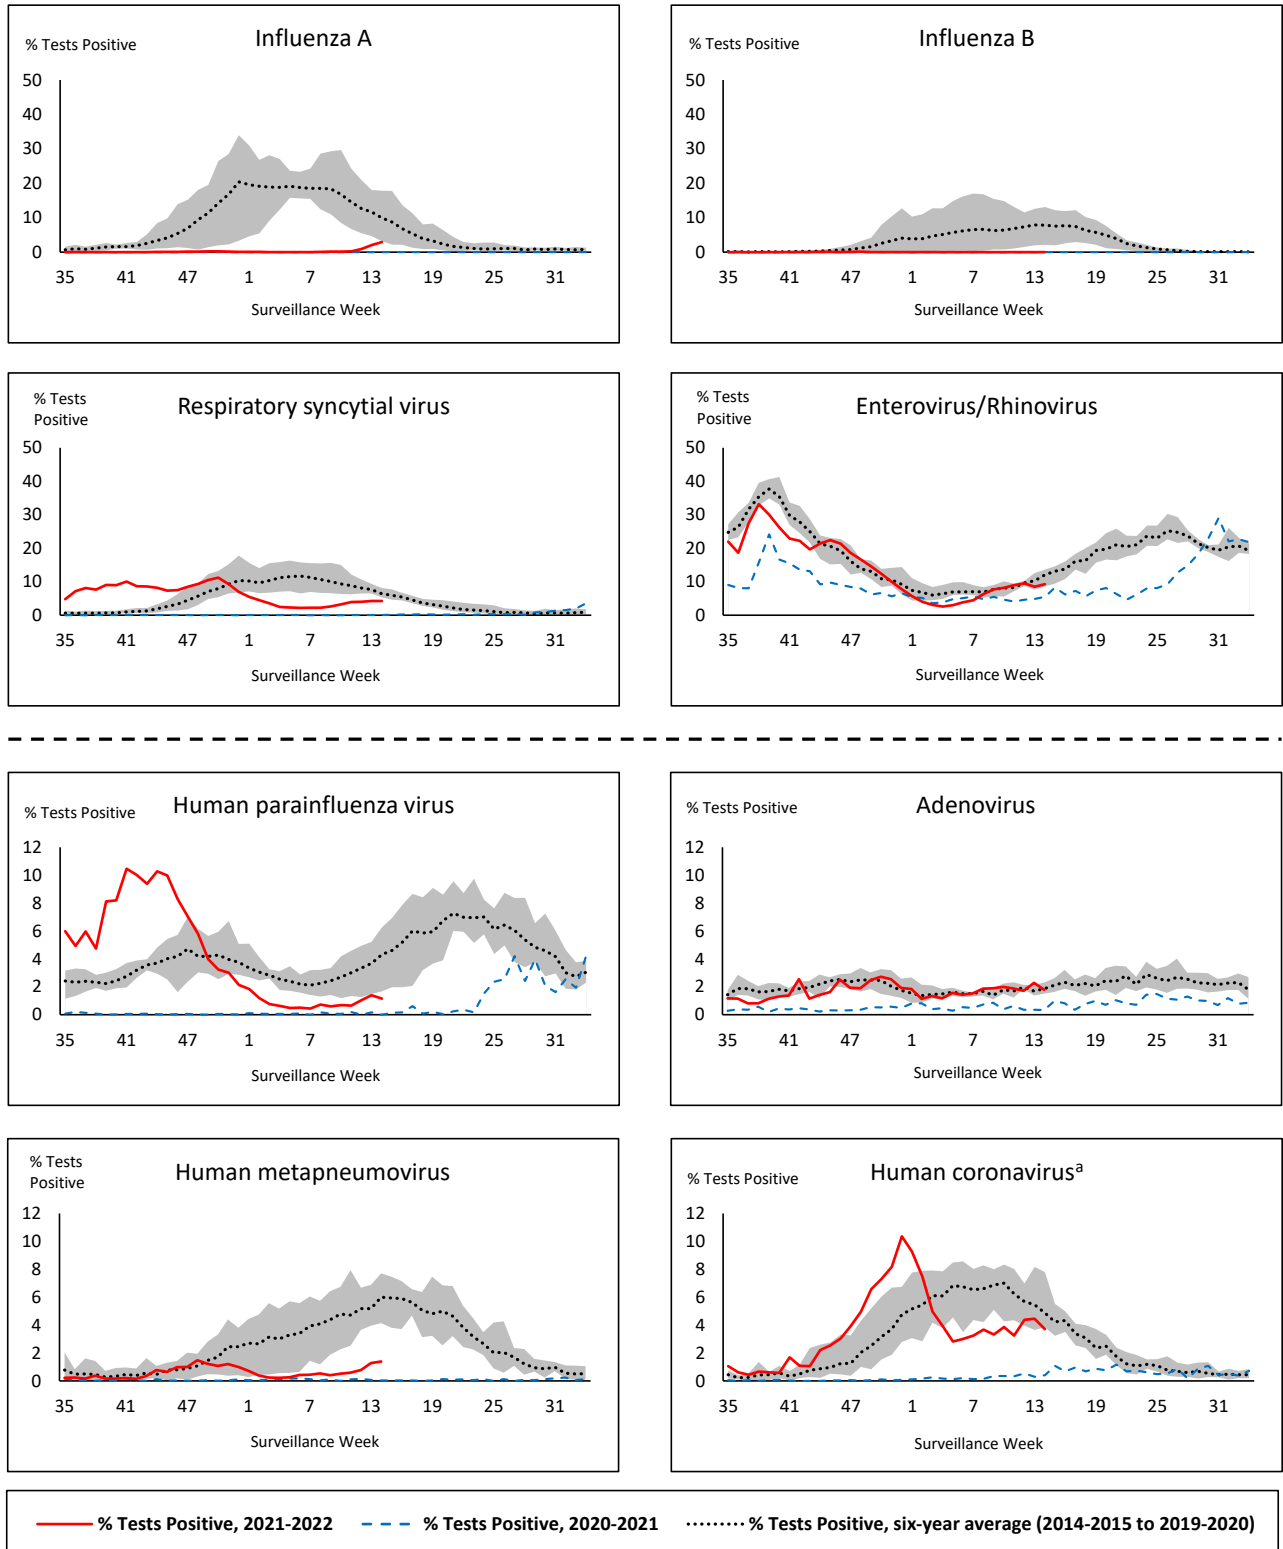 Influenza A
% Tests Positive
50
40
30
20
10
0
35 41 47 1 7 13 19 25 31
Surveillance Week
Influenza B
% Tests Positive
50
40
30
20
10
0
35 41 47 1 7 13 19 25 31
Surveillance Week
Respiratory syncytial virus
% Tests
Positive
50
40
30
20
10
0
35 41 47 1 7 13 19 25 31
Surveillance Week
Enterovirus/Rhinovirus
% Tests
Positive
50
40
30
20
10
0
35 41 47 1 7 13 19 25 31
Surveillance Week
Human parainfluenza virus
% Tests Positive
12
10
8
6
4
2
0
35 41 47 1 7 13 19 25 31
Surveillance Week
Adenovirus
% Tests Positive
12
10
8
6
4
2
0
35 41 47 1 7 13 19 25 31
Surveillance Week
Human metapneumovirus
% Tests
Positive
12
10
8
6
4
2
0
35 41 47 1 7 13 19 25 31
Surveillance Week
Human coronavirusᵃ
% Tests Positive
12
10
8
6
4
2
0
35 41 47 1 7 13 19 25 31
Surveillance Week
% Tests Positive, 2021-2022 % Tests Positive, 2020-2021 % Tests Positive, six-year average (2014-2015 to 2019-2020)